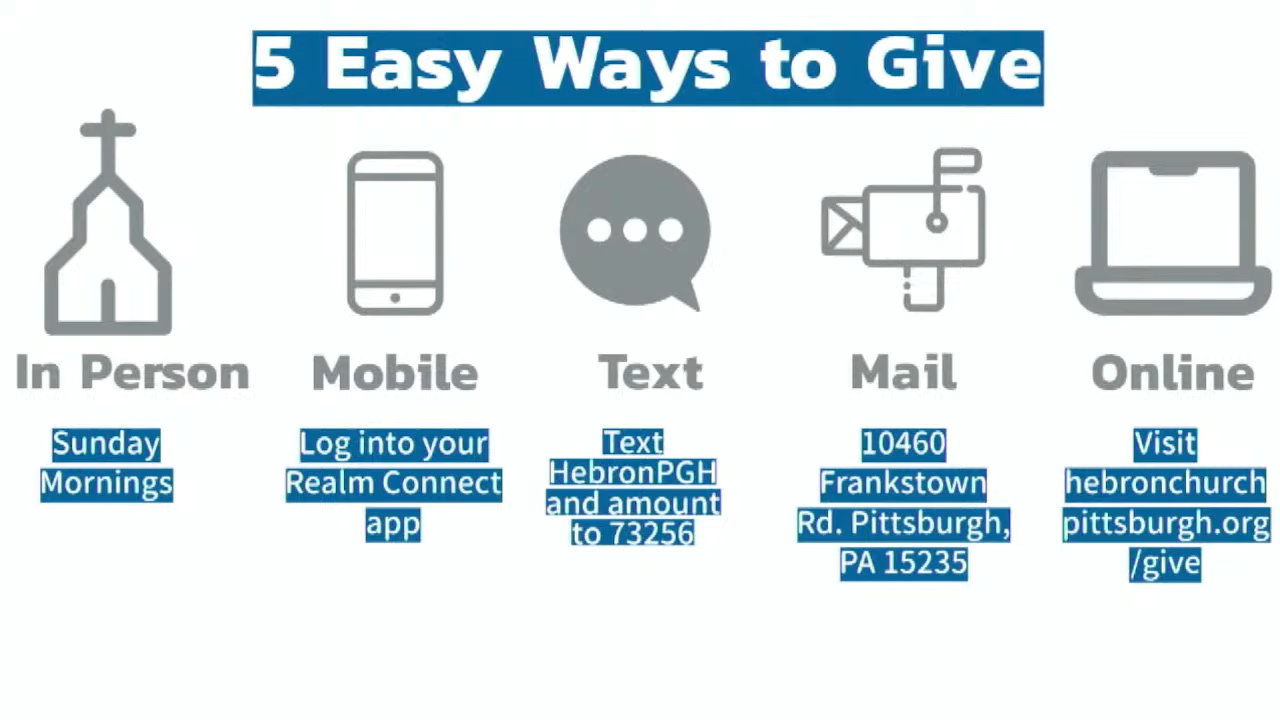 5 Easy Ways to Give
In Person
Sunday
Mornings
Mobile
Log into your
Realm Connect
app
Text
Text
HebronPGH
and amount
to 73256
Mail
10460
Frankstown
Rd. Pittsburgh,
PA 15235
Online
Visit
hebronchurch
pittsburgh.org
/give